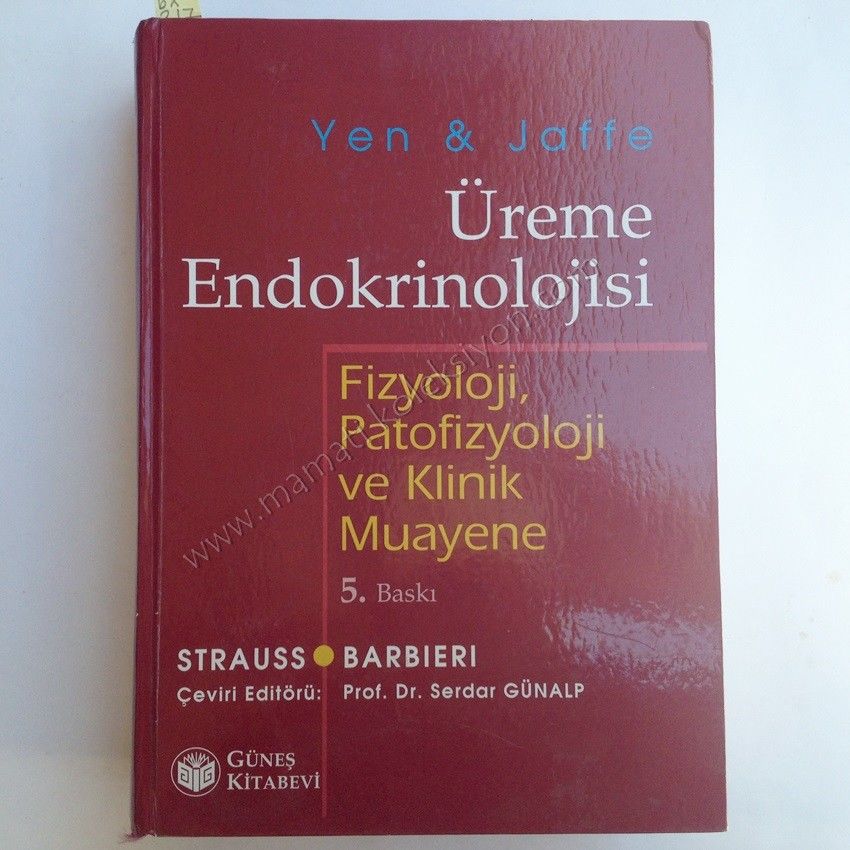 Yen & Jaffe
Üreme
Endokrinolojisi
Fizyoloji,
Patofizyoloji
ve Klinik
Muayene
5. Baskı
STRAUSS • BARBIERI
Çeviri Editörü: Prof. Dr. Serdar GÜNALP
GÜNEŞ
KİTABEVİ